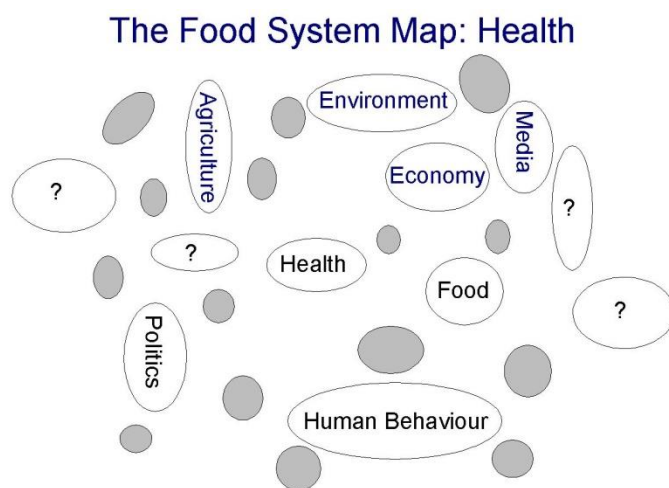 The Food System Map: Health
Environment
Agriculture
Media
Economy
?
?
?
Health
Food
?
Politics
Human Behaviour